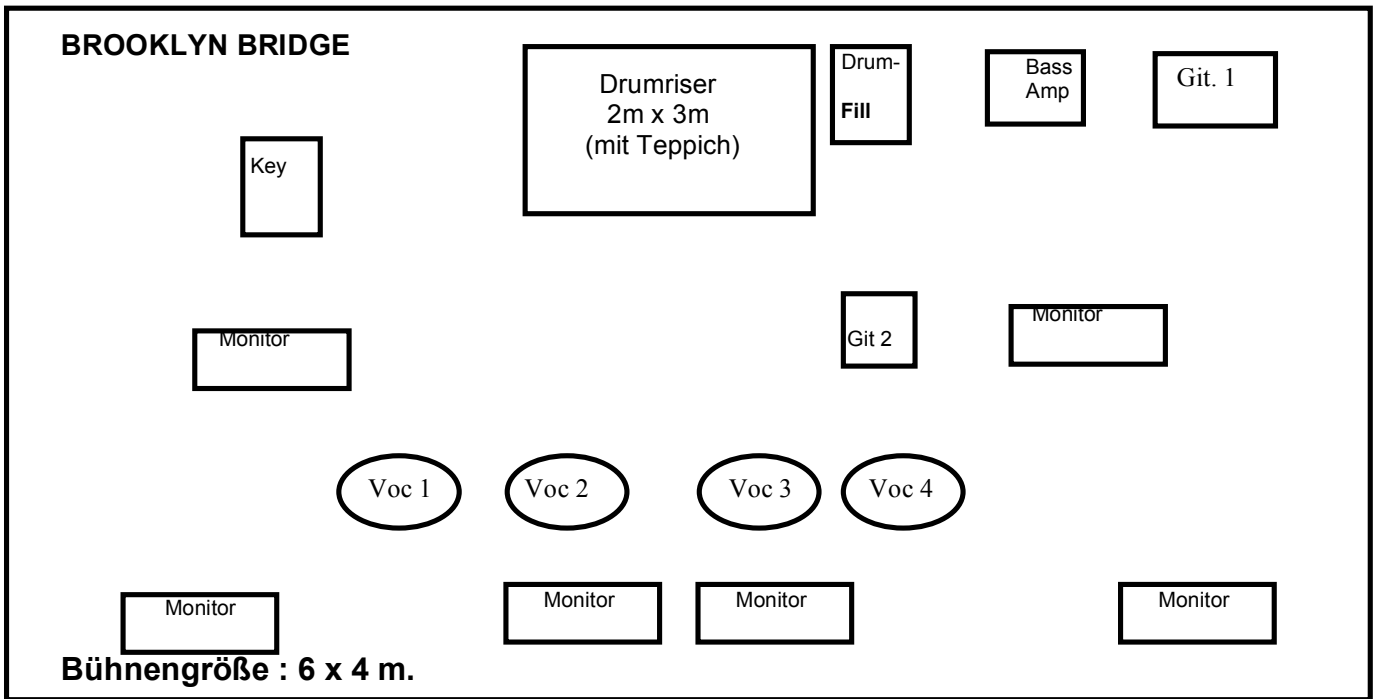 BROOKLYN BRIDGE
Drumriser
2m x 3m
(mit Teppich)
Drum-
Fill
Bass
Amp
Git. 1
Key
Monitor
Git 2
Monitor
Voc 1
Voc 2
Voc 3
Voc 4
Monitor
Monitor
Monitor
Monitor
Bühnengröße : 6 x 4 m.